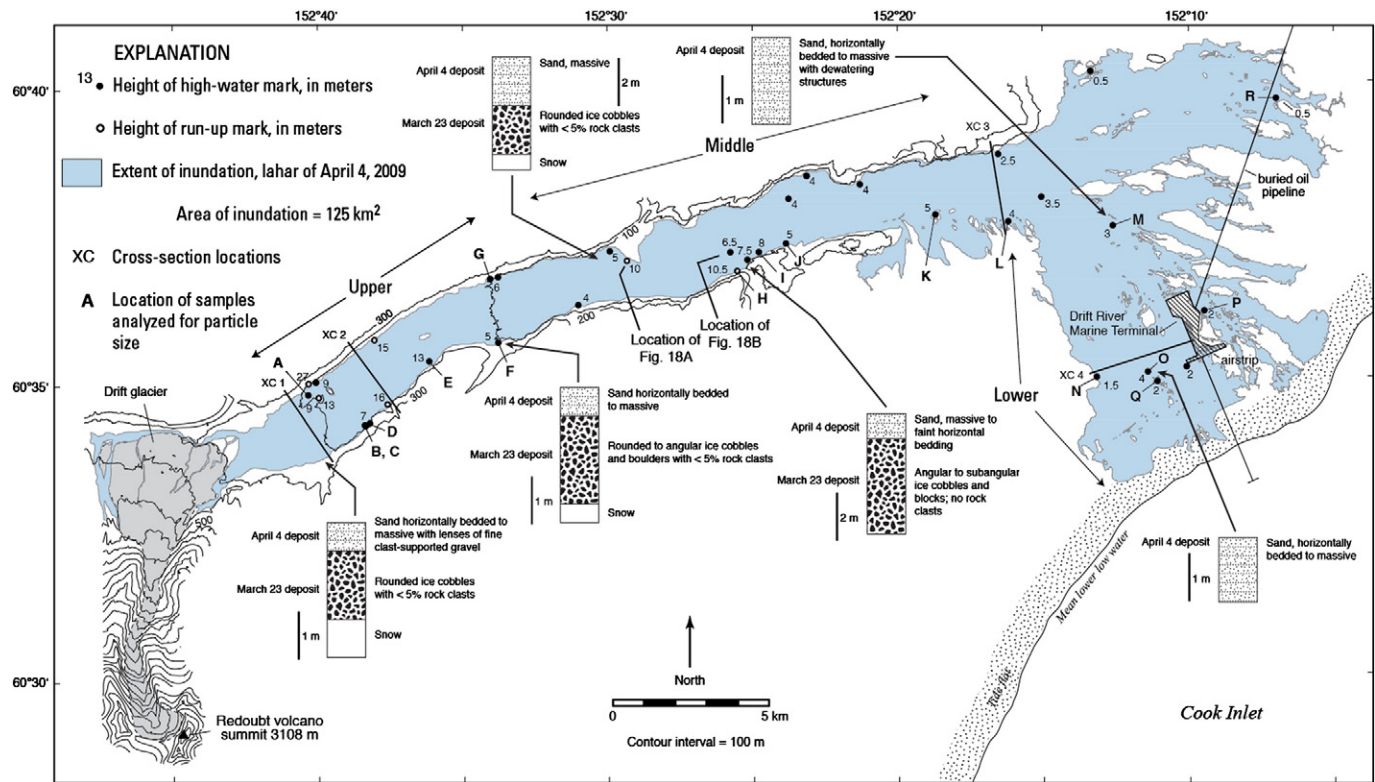 152°40'
152°30'
152°20'
152°10'
60°40'
60°35'
60°30'
EXPLANATION
13
Height of high-water mark, in meters
Height of run-up mark, in meters
Extent of inundation, lahar of April 4, 2009
Area of inundation = 125 km2
XC Cross-section locations
A Location of samples
analyzed for particle
size
April 4 deposit
Sand, massive
2 m
March 23 deposit
Rounded ice cobbles
with < 5% rock clasts
Snow
April 4 deposit
1 m
Sand, horizontally
bedded to massive
with dewatering
structures
Upper
Middle
Lower
XC 1
XC 2
XC 3
XC 4
A
27
9
9
13
15
16
7
B, C
D
13
E
300
300
G
6
5
F
4
200
5
10
100
Location of
Fig. 18A
Location of
Fig. 18B
6.5
7.5
8
10.5
H
I
5
J
4
4
4
5
K
2.5
4
L
3.5
3
M
0.5
R
0.5
buried oil
pipeline
Drift River
Marine Terminal
P
2
airstrip
N
1.5
O
4
Q
2
2
Drift glacier
500
Redoubt volcano
summit 3108 m
April 4 deposit
Sand horizontally bedded to
massive with lenses of fine
clast-supported gravel
March 23 deposit
Rounded ice cobbles
with < 5% rock clasts
1 m
Snow
April 4 deposit
Sand horizontally bedded
to massive
March 23 deposit
Rounded to angular ice cobbles
and boulders with < 5% rock clasts
1 m
Snow
April 4 deposit
Sand, massive to
faint horizontal
bedding
March 23 deposit
Angular to subangular
ice cobbles and
blocks; no rock
clasts
2 m
April 4 deposit
Sand, horizontally
bedded to massive
1 m
North
0
5 km
Contour interval = 100 m
Mean lower low water
Tide flat
Cook Inlet